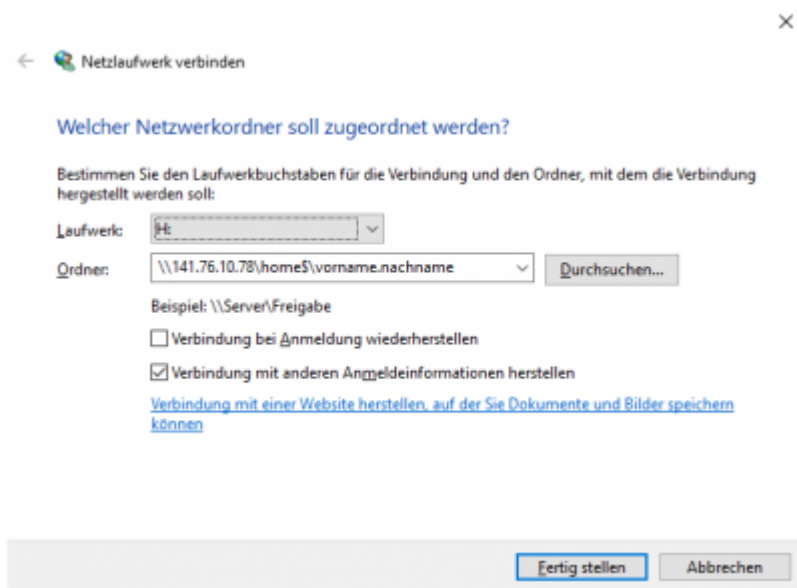 Netzlaufwerk verbinden
Welcher Netzwerkordner soll zugeordnet werden?
Bestimmen Sie den Laufwerkbuchstaben für die Verbindung und den Ordner, mit dem die Verbindung
hergestellt werden soll:
Laufwerk: H:
Ordner: \\141.76.10.78\home$\vorname.nachname Durchsuchen...
Beispiel: \\Server\Freigabe
Verbindung bei Anmeldung wiederherstellen
Verbindung mit anderen Anmeldeinformationen herstellen
Verbindung mit einer Website herstellen, auf der Sie Dokumente und Bilder speichern
können
Fertig stellen Abbrechen